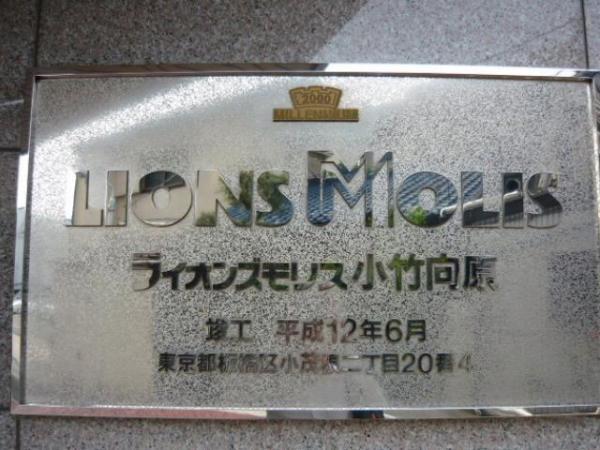 2000
MILLENNIUM
LIONS MOLIS
ライオンズモリス小竹向原
竣工 平成12年6月
東京都板橋区小茂根二丁目20番4